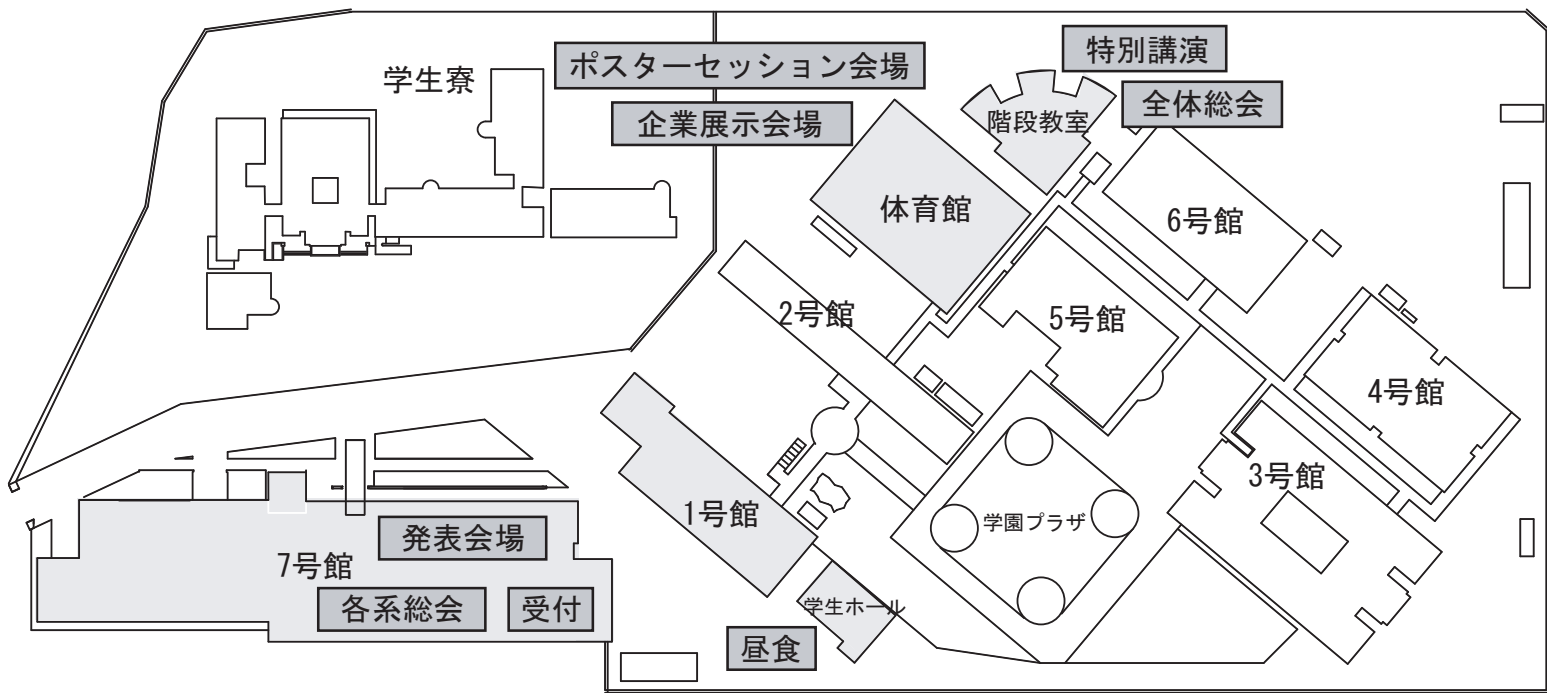 特別講演
ポスターセッション会場
学生寮
全体総会
企業展示会場
階段教室
体育館
6号館
2号館
5号館
4号館
3号館
1号館
学園プラザ
発表会場
7号館
各系総会
受付
学生ホール
昼食